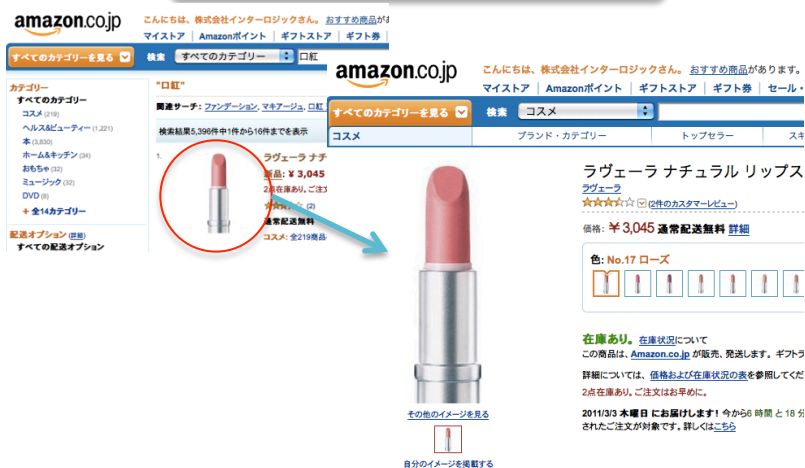 amazon.co.jp
こんにちは、株式会社インターロジックさん。 おすすめ商品が
マイストア | Amazonポイント | ギフトストア | ギフト券 |
すべてのカテゴリーを見る
検索 すべてのカテゴリー 口紅
カテゴリー
すべてのカテゴリー
コスメ (219)
ヘルス&ビューティー (1,221)
本 (3,830)
ホーム&キッチン (34)
おもちゃ (32)
ミュージック (32)
DVD (8)
+ 全14カテゴリー
配送オプション (詳細)
すべての配送オプション
"口紅"
関連サーチ: ファンデーション, マキアージュ, 口紅
検索結果5,396件中1件から16件までを表示
1.
ラヴェーラ ナチ
新品: ¥ 3,045
2点在庫あり。ご注文
(2)
通常配送無料
コスメ: 全219商品
amazon.co.jp
こんにちは、株式会社インターロジックさん。 おすすめ商品があります。
マイストア | Amazonポイント | ギフトストア | ギフト券 | セール・
すべてのカテゴリーを見る
検索 コスメ
コスメ
ブランド・カテゴリー
トップセラー
スキ
ラヴェーラ ナチュラル リップス
ラヴェーラ
(2件のカスタマーレビュー)
価格: ¥ 3,045 通常配送無料 詳細
色: No.17 ローズ
在庫あり。 在庫状況について
この商品は、Amazon.co.jp が販売、発送します。 ギフトラ
詳細については、価格および在庫状況の表を参照してくだ
2点在庫あり。ご注文はお早めに。
2011/3/3 木曜日 にお届けします! 今から6 時間 と 18 分
されたご注文が対象です。詳しくはこちら
その他のイメージを見る
自分のイメージを掲載する